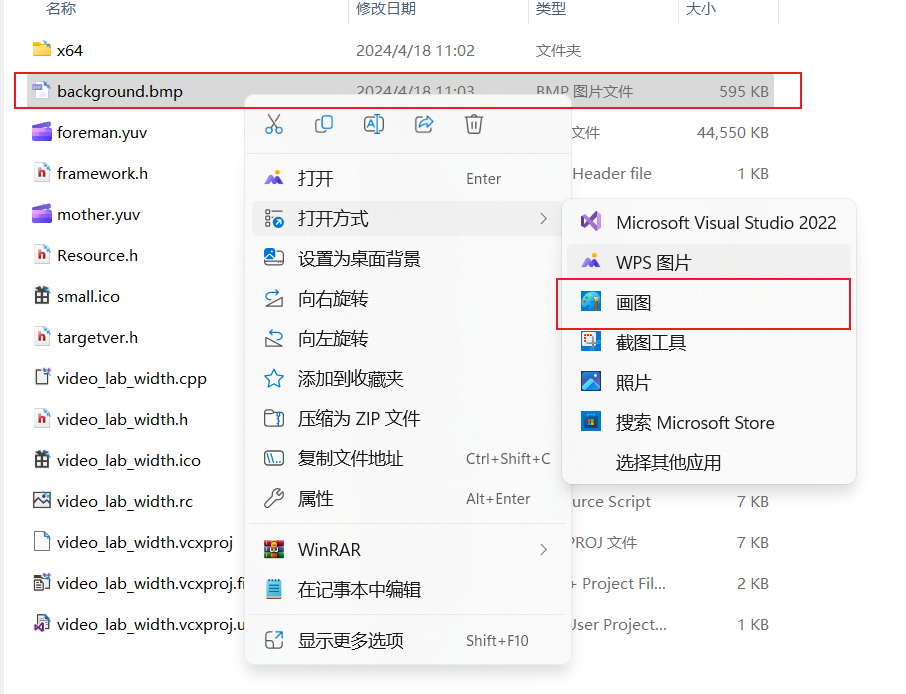 名称 修改日期 类型 大小
x64 2024/4/18 11:02 文件夹
background.bmp 2024/4/18 11:03 BMP 图片文件 595 KB
foreman.yuv 文件 44,550 KB
framework.h Header file 1 KB
mother.yuv
Resource.h
small.ico
targetver.h
video_lab_width.cpp
video_lab_width.h
video_lab_width.ico
video_lab_width.rc urce Script 7 KB
video_lab_width.vcxproj PROJ 文件 7 KB
video_lab_width.vcxproj.fi + Project Fil... 2 KB
video_lab_width.vcxproj.u User Project... 1 KB
打开 Enter
打开方式
设置为桌面背景
向右旋转
向左旋转
添加到收藏夹
压缩为 ZIP 文件
复制文件地址 Ctrl+Shift+C
属性 Alt+Enter
WinRAR
在记事本中编辑
显示更多选项 Shift+F10
Microsoft Visual Studio 2022
WPS 图片
画图
截图工具
照片
搜索 Microsoft Store
选择其他应用